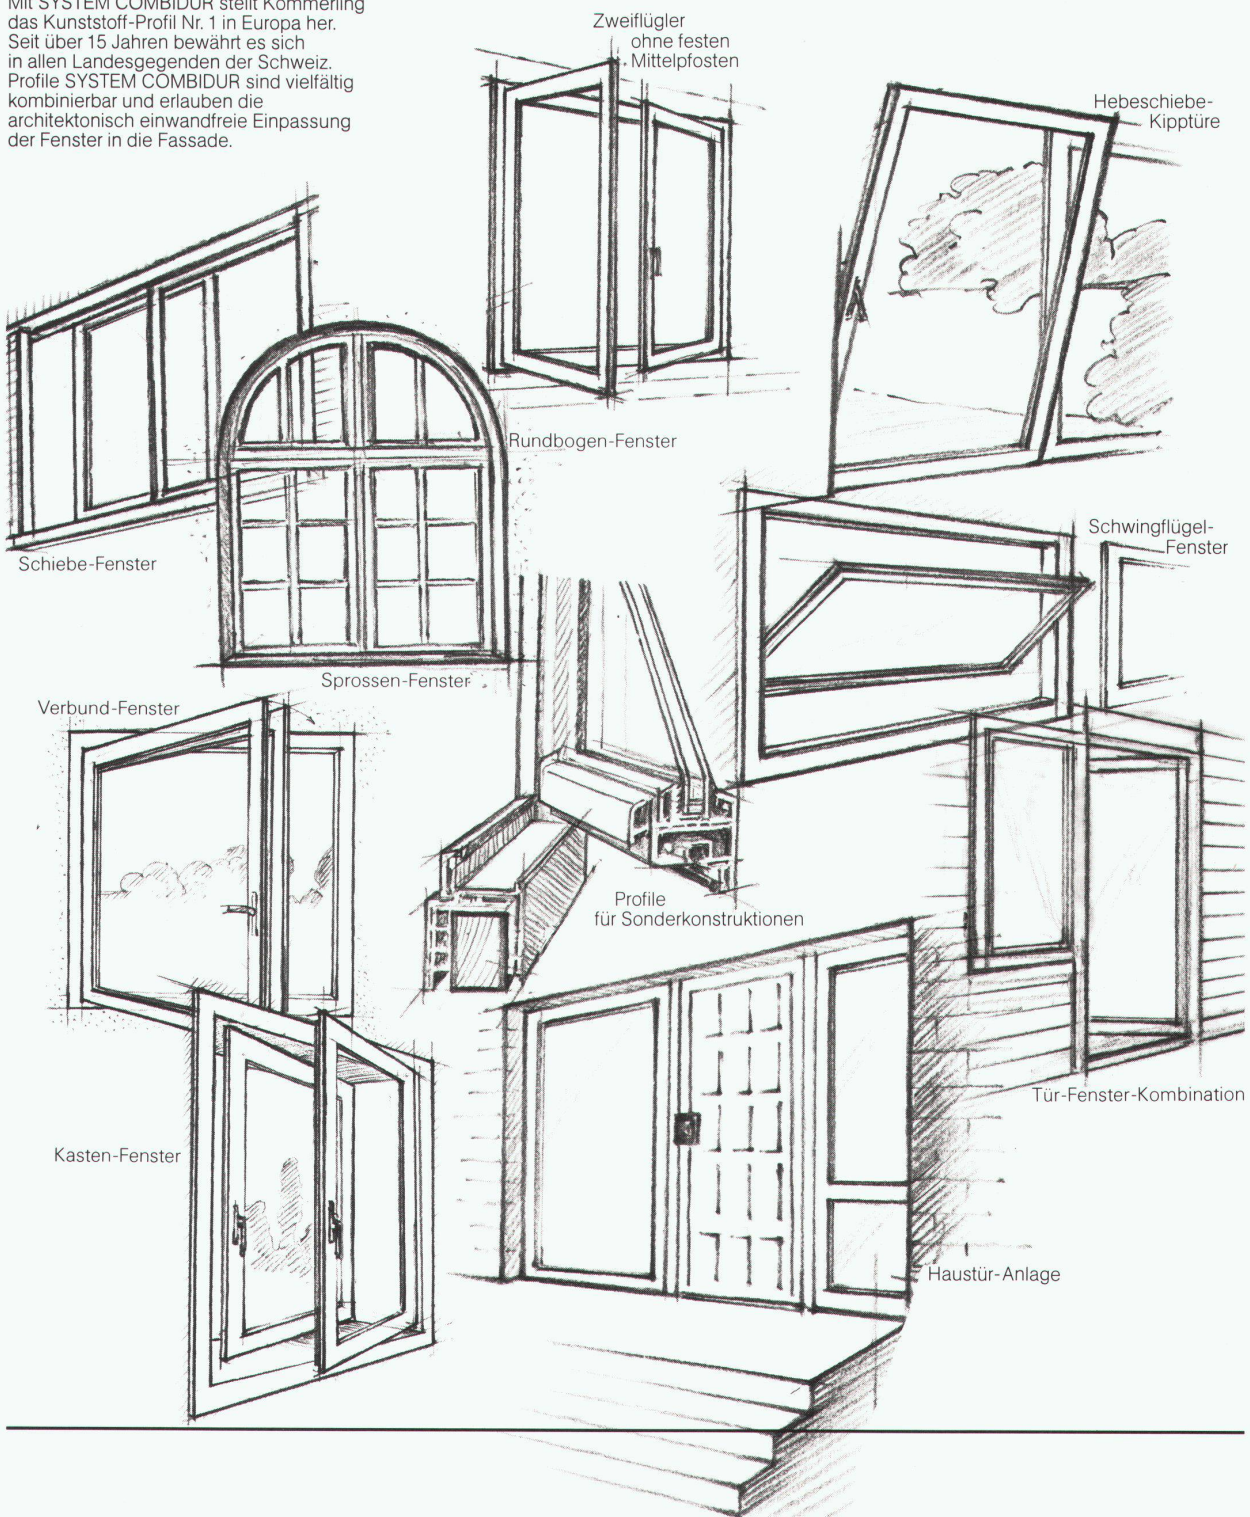 Mit SYSTEM COMBIDUR stellt Kömmerling
das Kunststoff-Profil Nr. 1 in Europa her.
Seit über 15 Jahren bewährt es sich
in allen Landesgegenden der Schweiz.
Profile SYSTEM COMBIDUR sind vielfältig
kombinierbar und erlauben die
architektonisch einwandfreie Einpassung
der Fenster in die Fassade.
Zweiflügler
ohne festen
Mittelpfosten
Hebeschiebe-
Kipptüre
Rundbogen-Fenster
Schiebe-Fenster
Schwingflügel-
Fenster
Sprossen-Fenster
Verbund-Fenster
Profile
für Sonderkonstruktionen
Tür-Fenster-Kombination
Kasten-Fenster
Haustür-Anlage